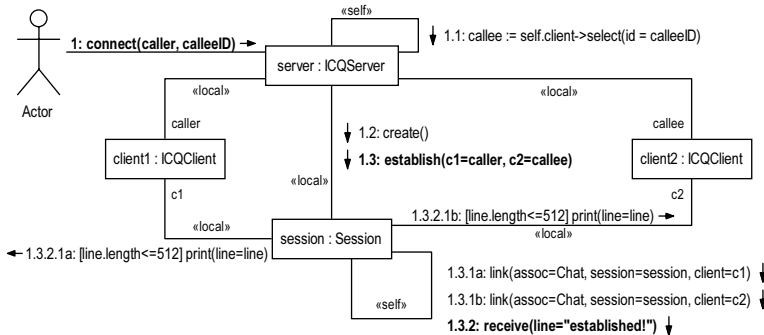 «self»
1: connect(caller, calleeID)
1.1: callee := self.client->select(id = calleeID)
server : ICQServer
Actor
«local»
«local»
caller
callee
1.2: create()
1.3: establish(c1=caller, c2=callee)
client1 : ICQClient
client2 : ICQClient
«local»
c1
c2
«local»
1.3.2.1b: [line.length<=512] print(line=line)
«local»
session : Session
1.3.2.1a: [line.length<=512] print(line=line)
1.3.1a: link(assoc=Chat, session=session, client=c1)
«self»
1.3.1b: link(assoc=Chat, session=session, client=c2)
1.3.2: receive(line="established!")